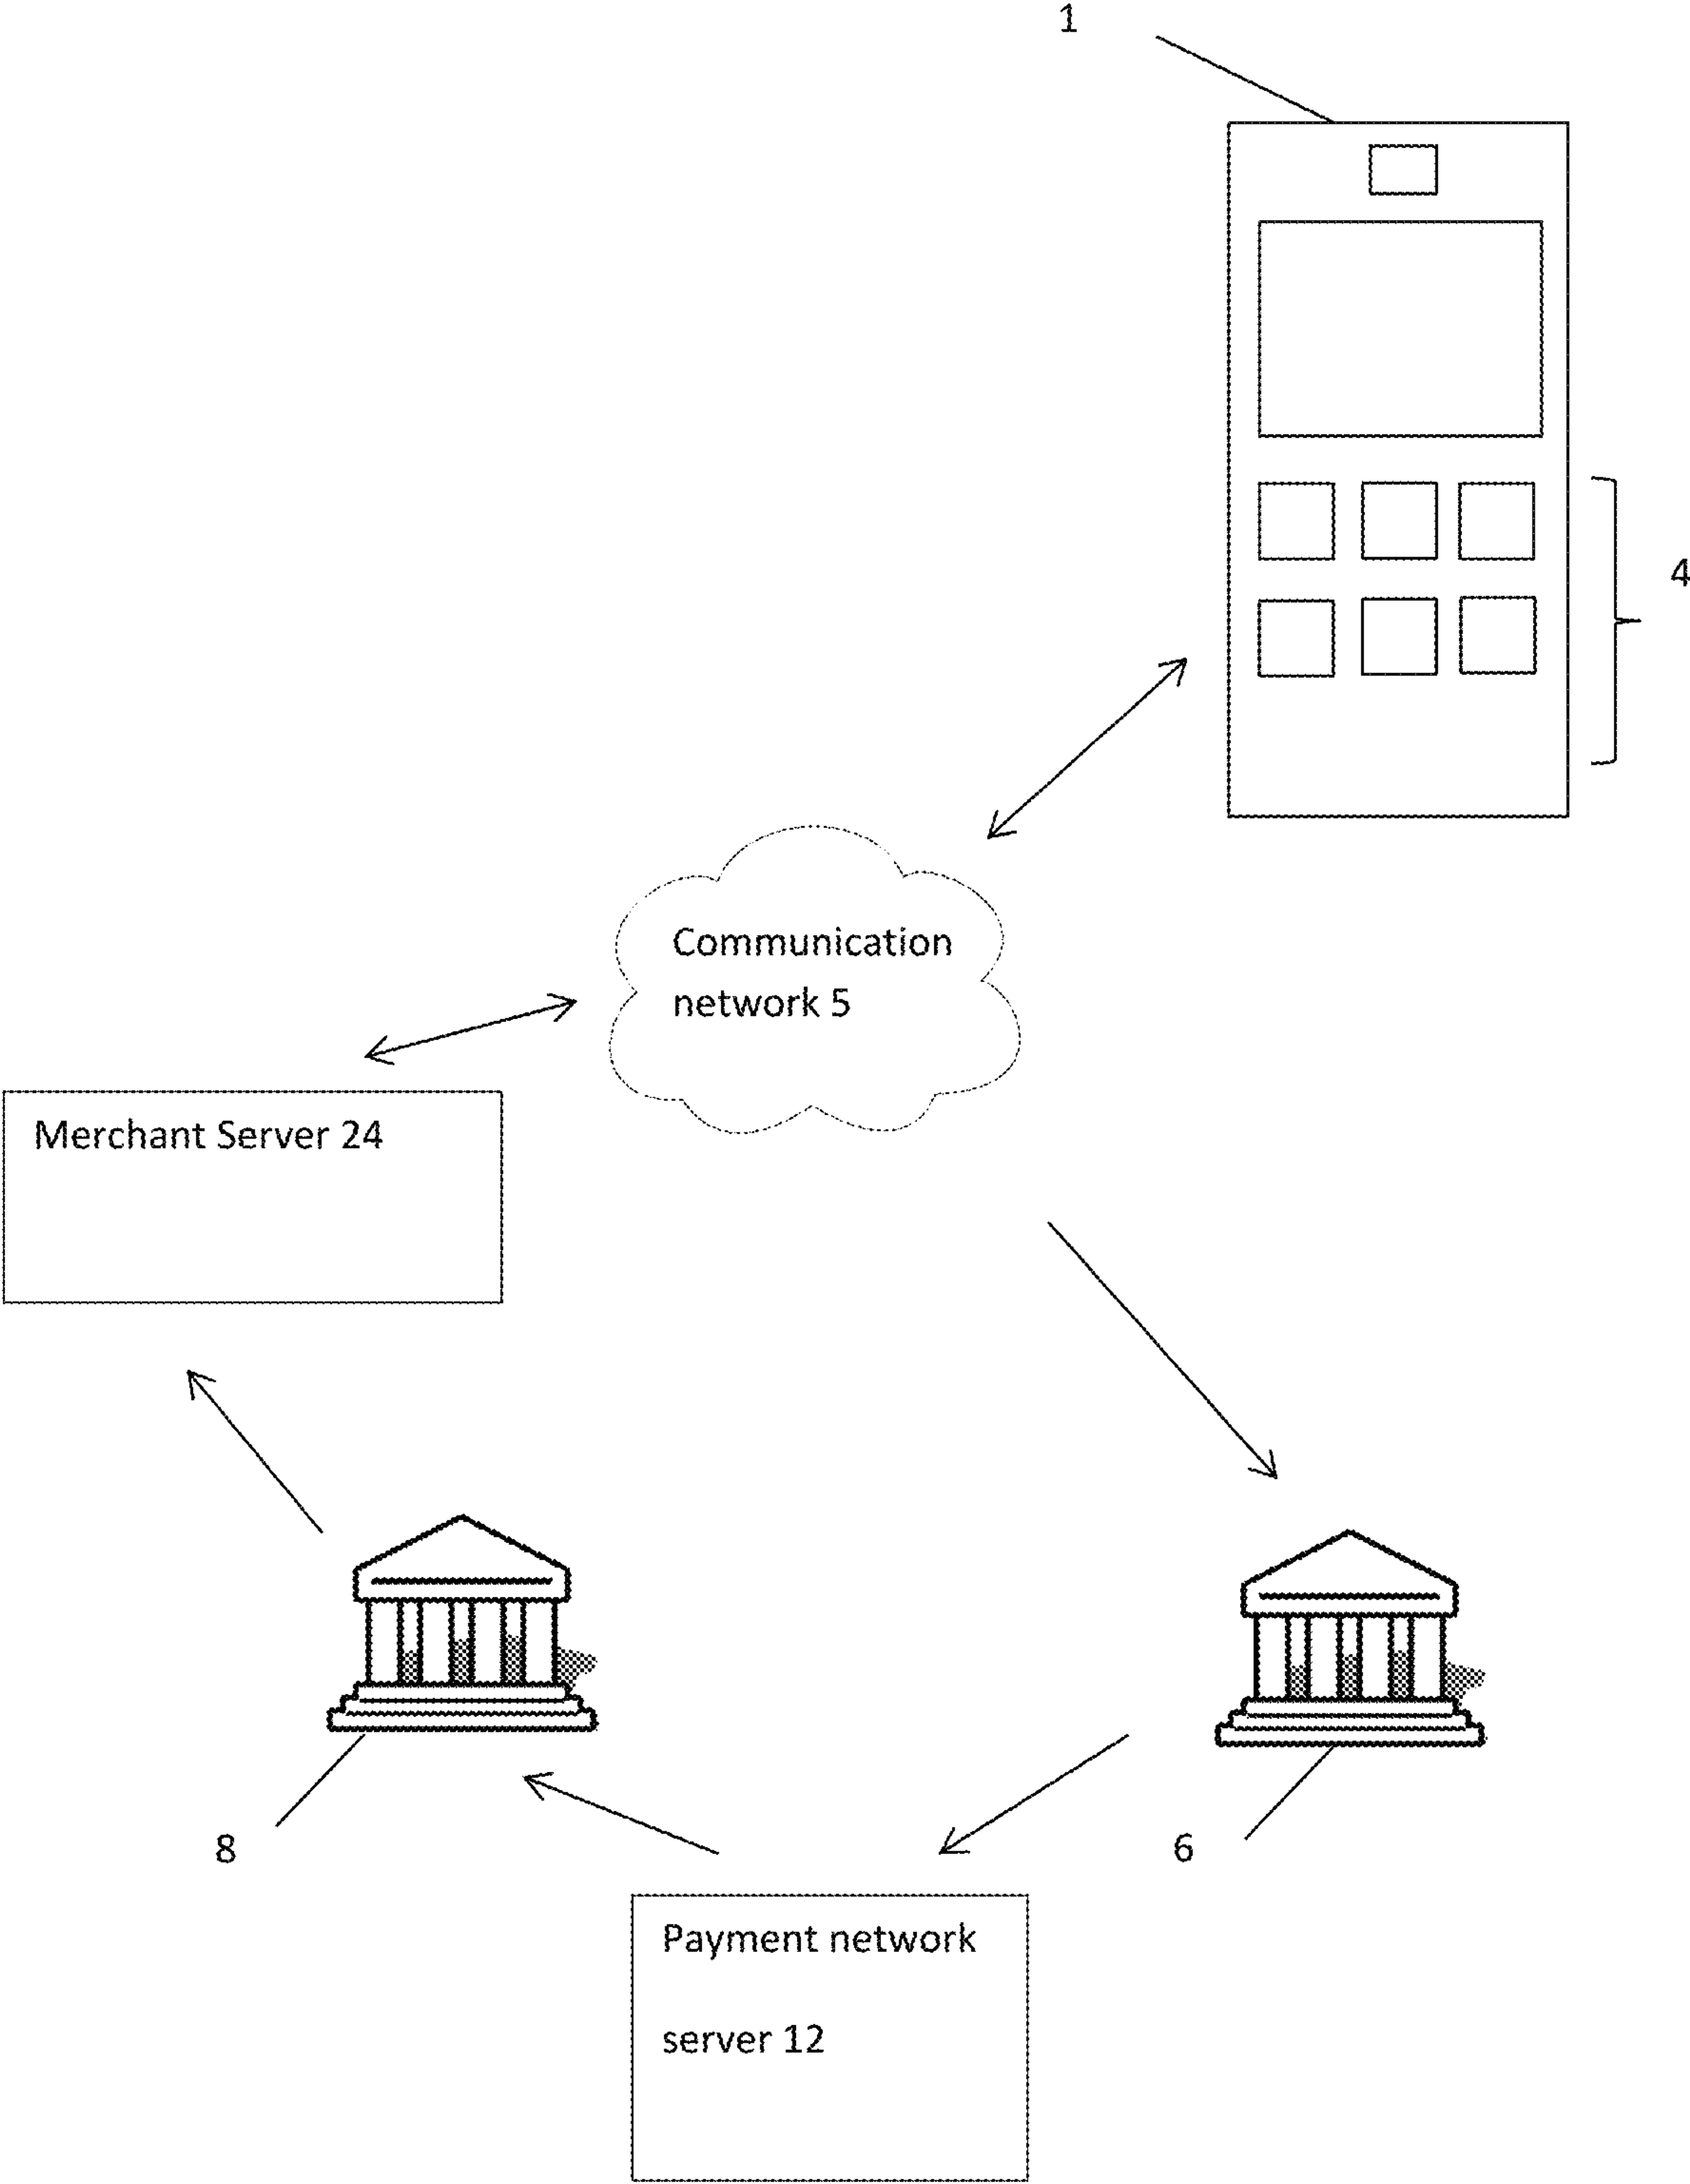 1
4
Communication
network 5
Merchant Server 24
8
6
Payment network
server 12